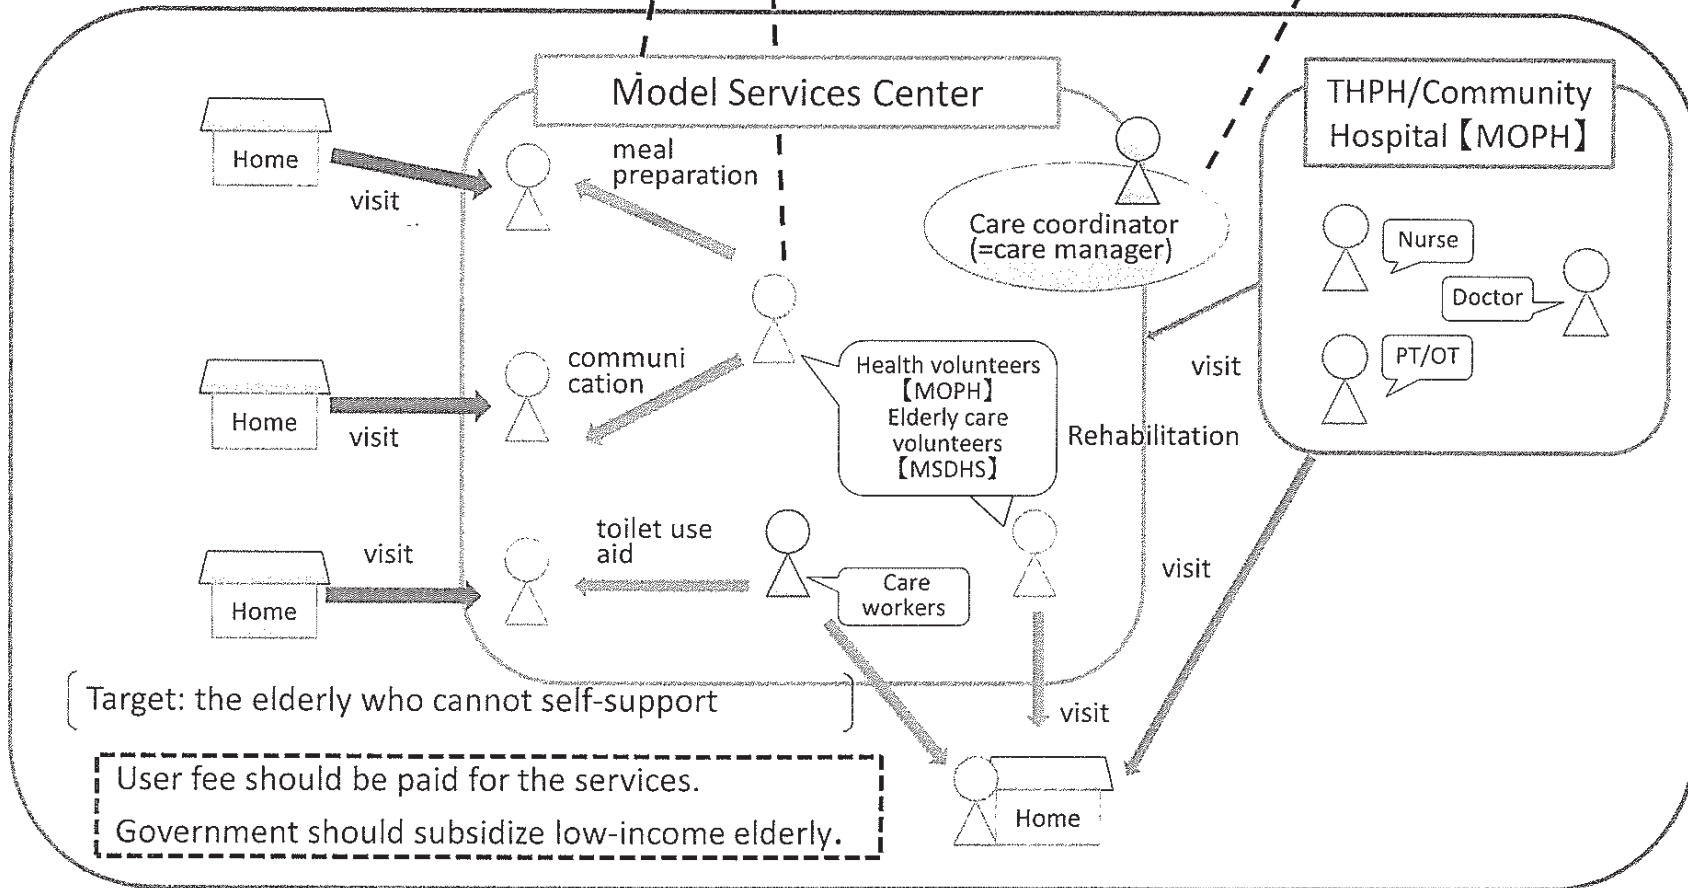 Model Services Center
THPH/Community
Hospital【MOPH】
Home
visit
meal
preparation
Care coordinator
(=care manager)
Nurse
Doctor
PT/OT
visit
Home
visit
communi
cation
Health volunteers
【MOPH】
Elderly care
volunteers
【MSDHS】
Rehabilitation
Home
visit
toilet use
aid
Care
workers
visit
Target: the elderly who cannot self-support
visit
User fee should be paid for the services.
Government should subsidize low-income elderly.
Home